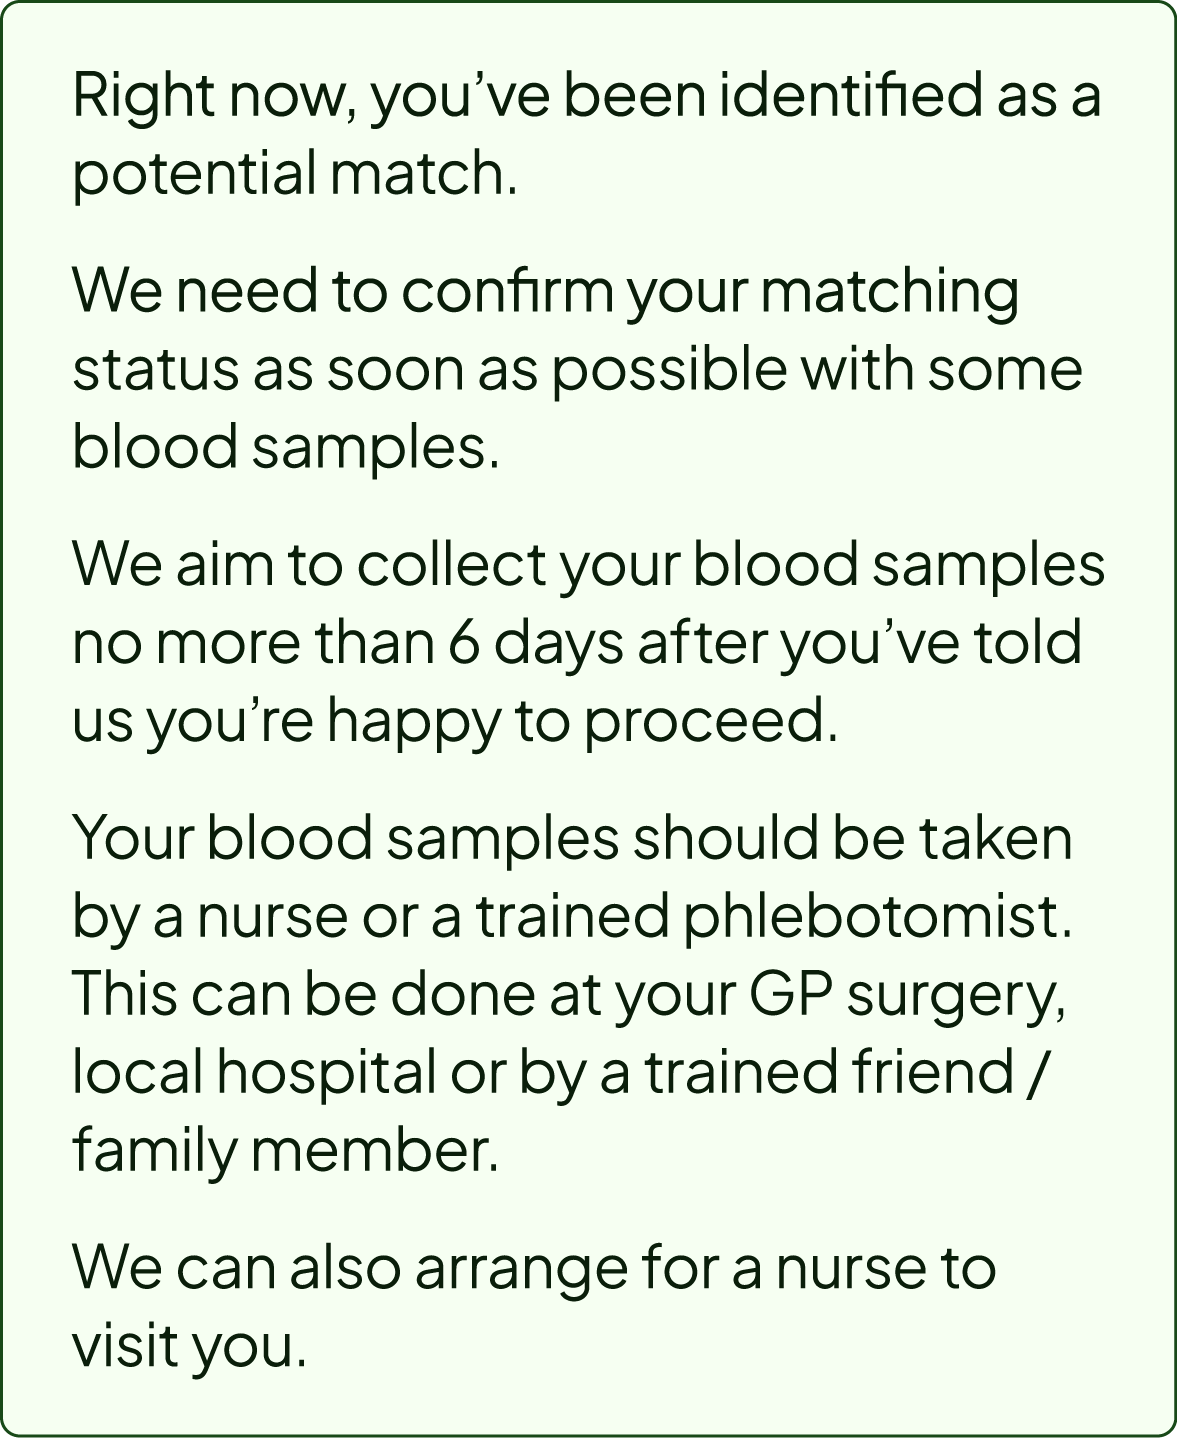 Right now, you’ve been identified as a
potential match.
We need to confirm your matching
status as soon as possible with some
blood samples.
We aim to collect your blood samples
no more than 6 days after you’ve told
us you’re happy to proceed.
Your blood samples should be taken
by a nurse or a trained phlebotomist.
This can be done at your GP surgery,
local hospital or by a trained friend /
family member.
We can also arrange for a nurse to
visit you.